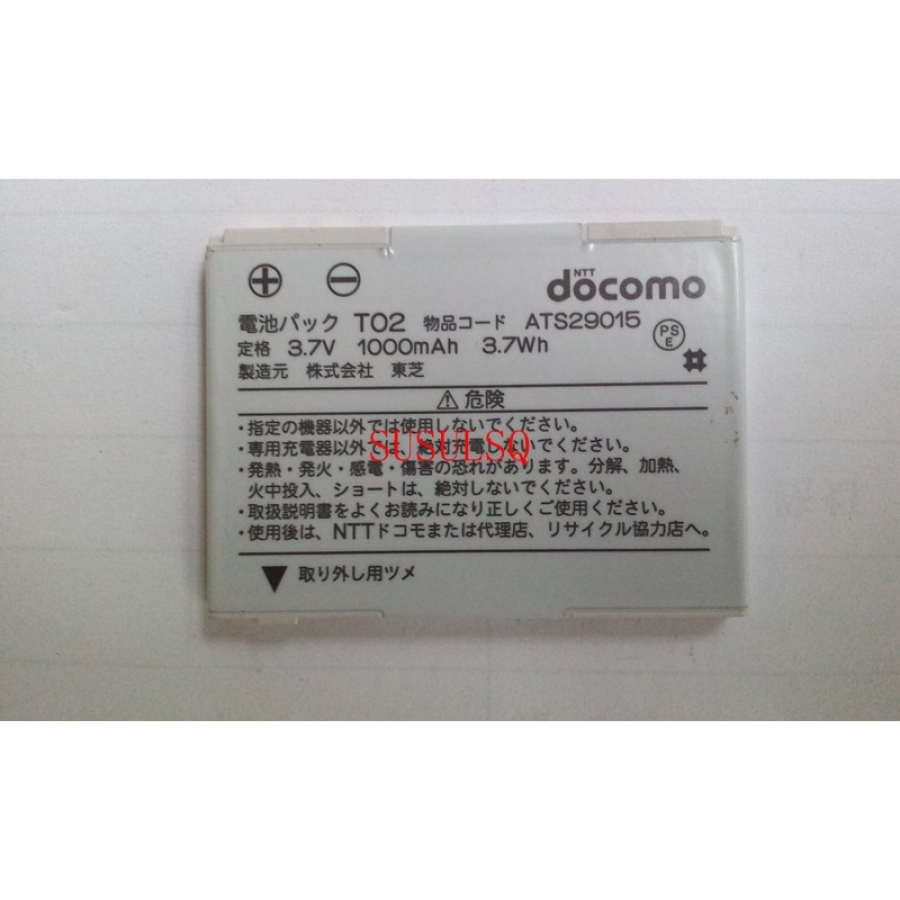 ⊕ ⊖
NTT
docomo
電池パック T02 物品コード ATS29015
PS
E
定格 3.7V 1000mAh 3.7Wh
製造元 株式会社 東芝
⚠ 危険
・指定の機器以外では使用しないでください。
・専用充電器以外では、絶対充電しないでください。
SUSULSQ
・発熱・発火・感電・傷害の恐れがあります。分解、加熱、
火中投入、ショートは、絶対しないでください。
・取扱説明書をよくお読みになり正しくご使用ください。
・使用後は、NTTドコモまたは代理店、リサイクル協力店へ。
▼ 取り外し用ツメ